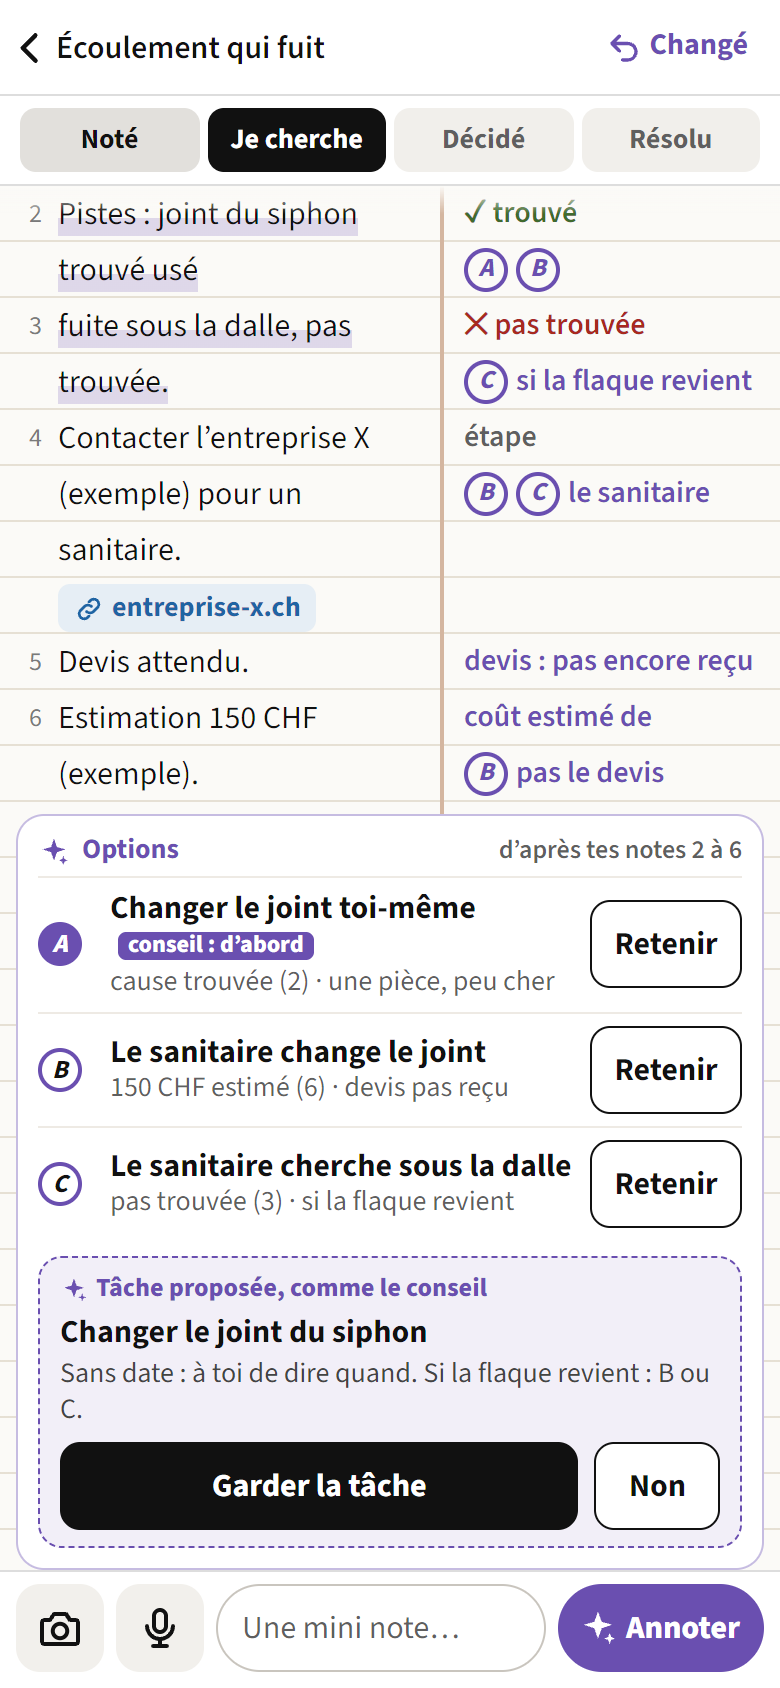 Écoulement qui fuit
Changé
Noté
Je cherche
Décidé
Résolu
2 Pistes : joint du siphon
✓ trouvé
trouvé usé
A B
3 fuite sous la dalle, pas
✕ pas trouvée
trouvée.
C si la flaque revient
4 Contacter l’entreprise X
étape
(exemple) pour un
B C le sanitaire
sanitaire.
entreprise-x.ch
5 Devis attendu.
devis : pas encore reçu
6 Estimation 150 CHF
coût estimé de
(exemple).
B pas le devis
Options
d’après tes notes 2 à 6
A Changer le joint toi-même
conseil : d’abord
cause trouvée (2) · une pièce, peu cher
Retenir
B Le sanitaire change le joint
150 CHF estimé (6) · devis pas reçu
Retenir
C Le sanitaire cherche sous la dalle
pas trouvée (3) · si la flaque revient
Retenir
Tâche proposée, comme le conseil
Changer le joint du siphon
Sans date : à toi de dire quand. Si la flaque revient : B ou
C.
Garder la tâche
Non
Une mini note…
Annoter